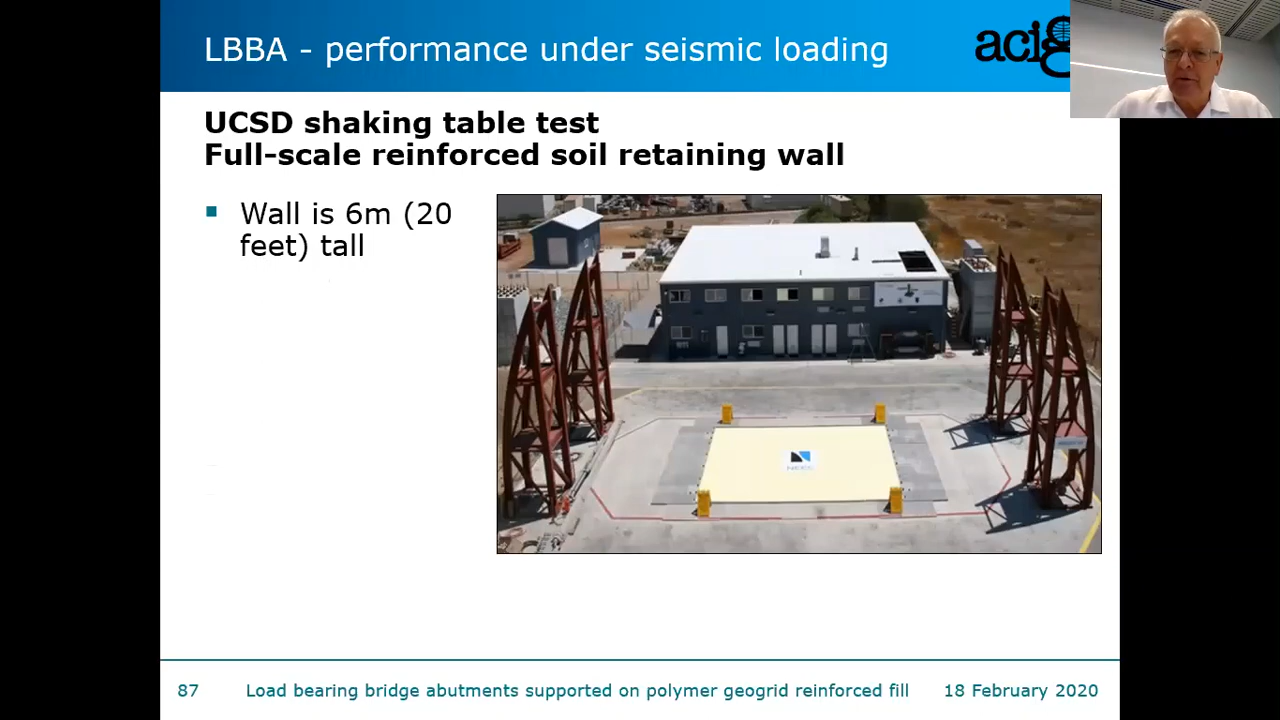 LBBA - performance under seismic loading
acig
UCSD shaking table test
Full-scale reinforced soil retaining wall
▪ Wall is 6m (20
feet) tall
87 Load bearing bridge abutments supported on polymer geogrid reinforced fill 18 February 2020